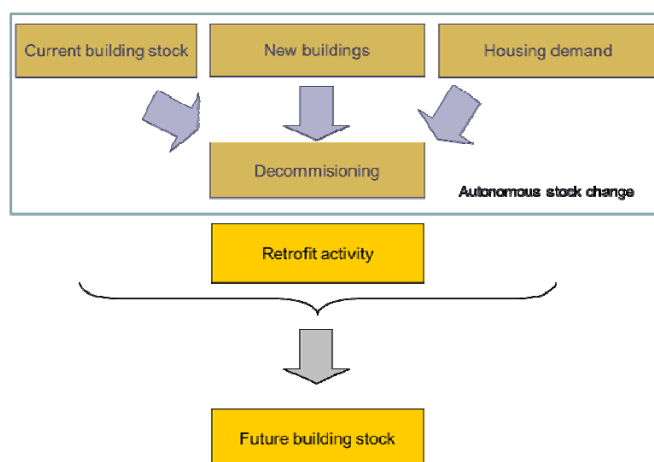 Current building stock
New buildings
Housing demand
Decommisioning
Autonomous stock change
Retrofit activity
Future building stock